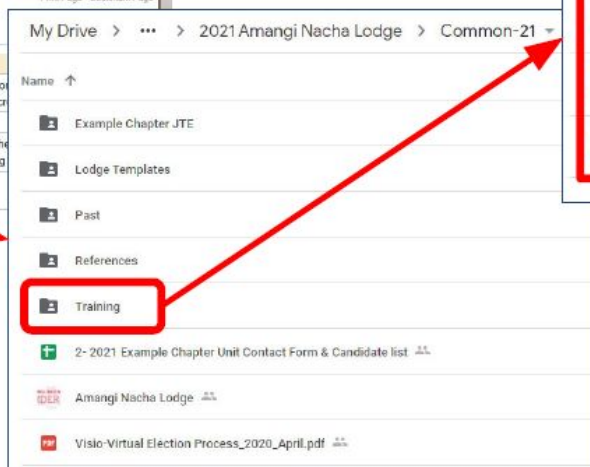 My Drive > ••• > 2021 Amangi Nacha Lodge > Common-21
Name ↑
Example Chapter JTE
Lodge Templates
Past
References
Training
2- 2021 Example Chapter Unit Contact Form & Candidate list
Amangi Nacha Lodge
PDF Visio-Virtual Election Process_2020_April.pdf